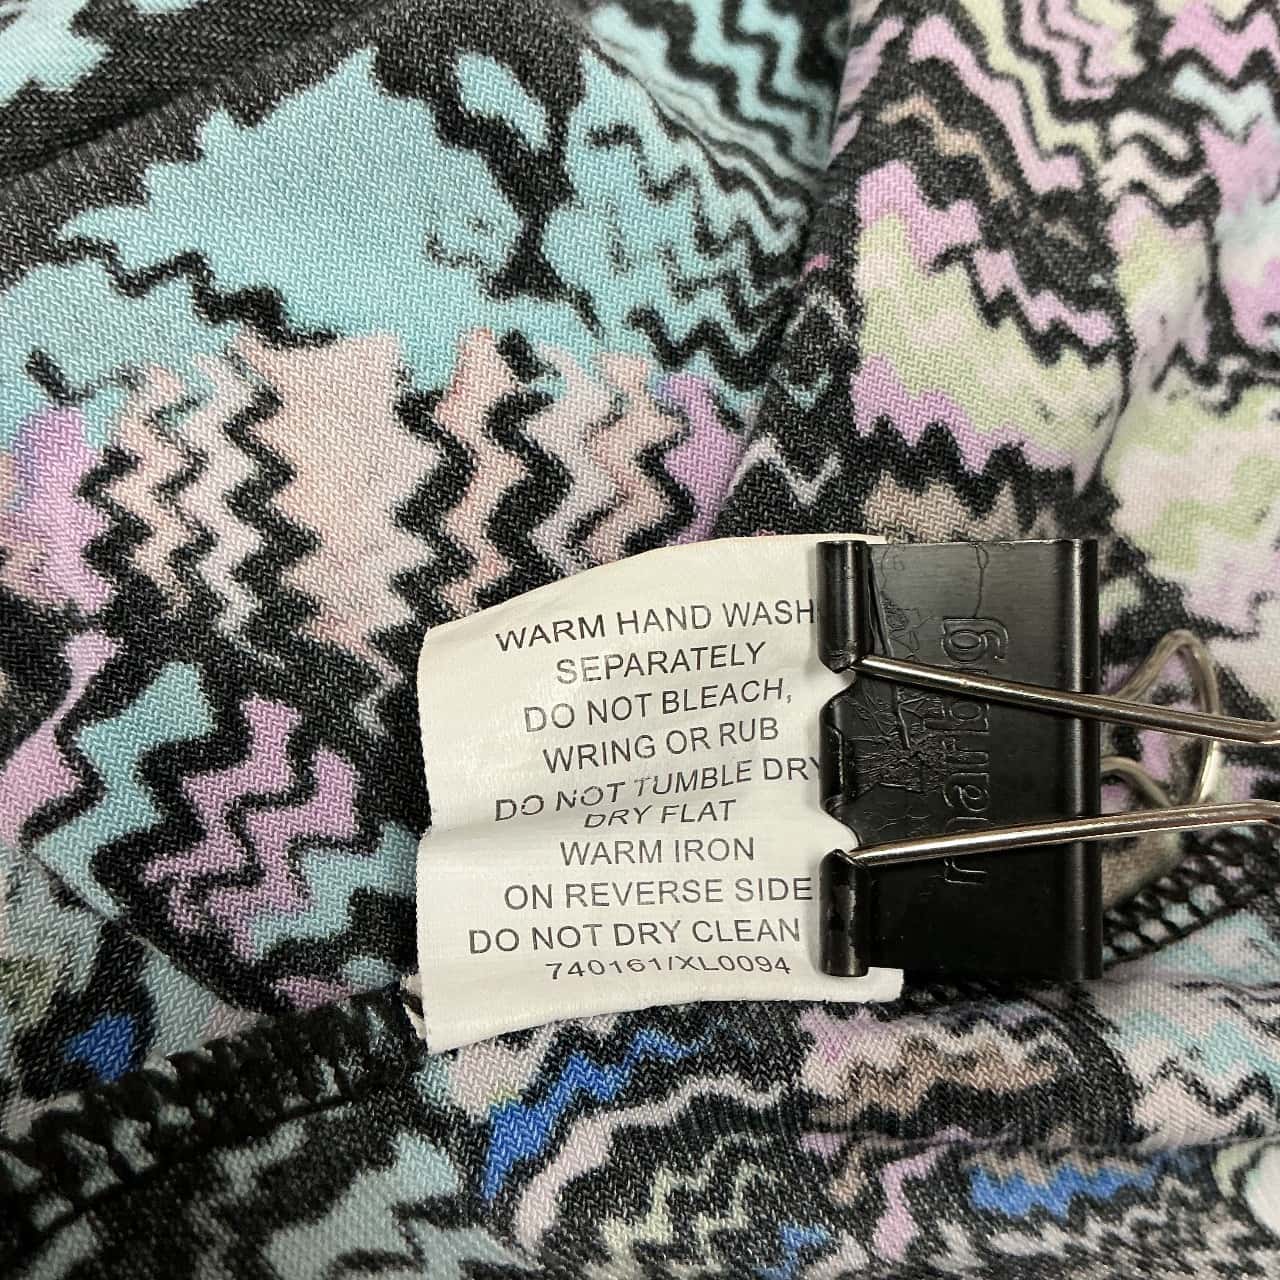 WARM HAND WASH
SEPARATELY
DO NOT BLEACH,
WRING OR RUB
DO NOT TUMBLE DRY
DRY FLAT
WARM IRON
ON REVERSE SIDE
DO NOT DRY CLEAN
740161/XL0094
marbig